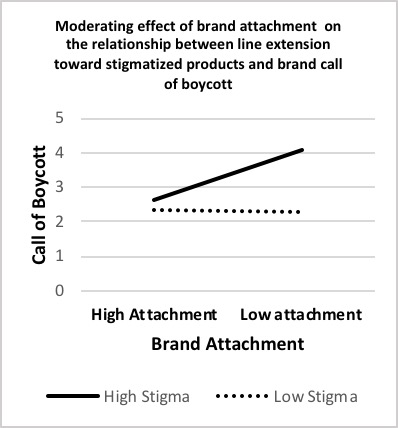 Moderating effect of brand attachment on
the relationship between line extension
toward stigmatized products and brand call
of boycott
5
4
3
2
1
0
Call of Boycott
High Attachment Low attachment
Brand Attachment
High Stigma Low Stigma